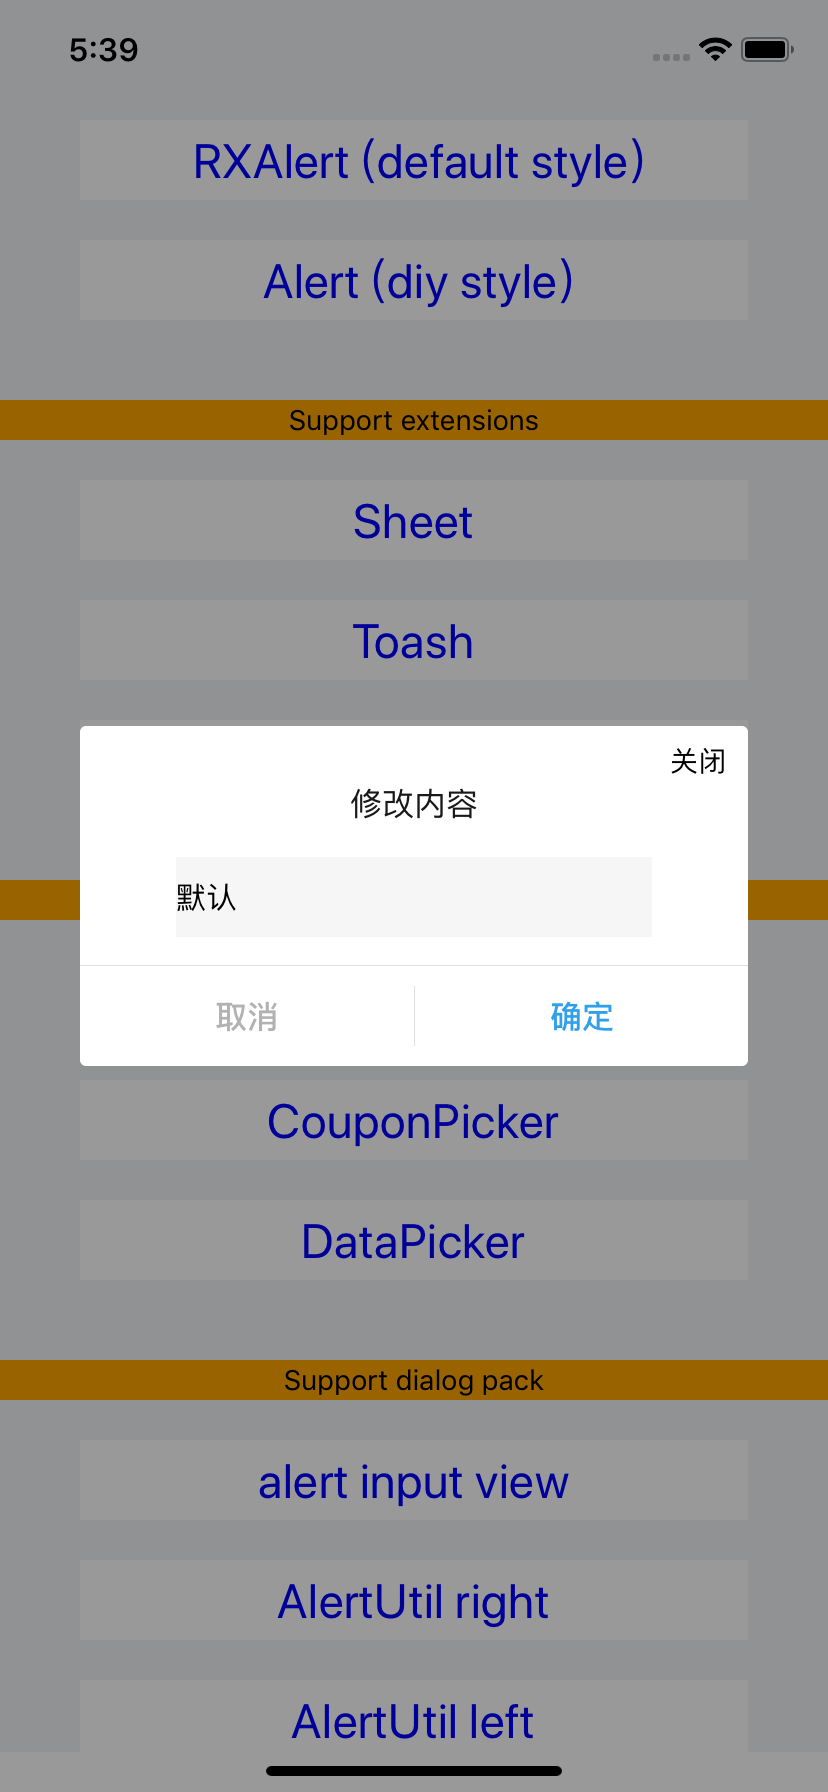 5:39
RXAlert (default style)
Alert (diy style)
Support extensions
Sheet
Toash
关闭
修改内容
默认
取消
确定
CouponPicker
DataPicker
Support dialog pack
alert input view
AlertUtil right
AlertUtil left